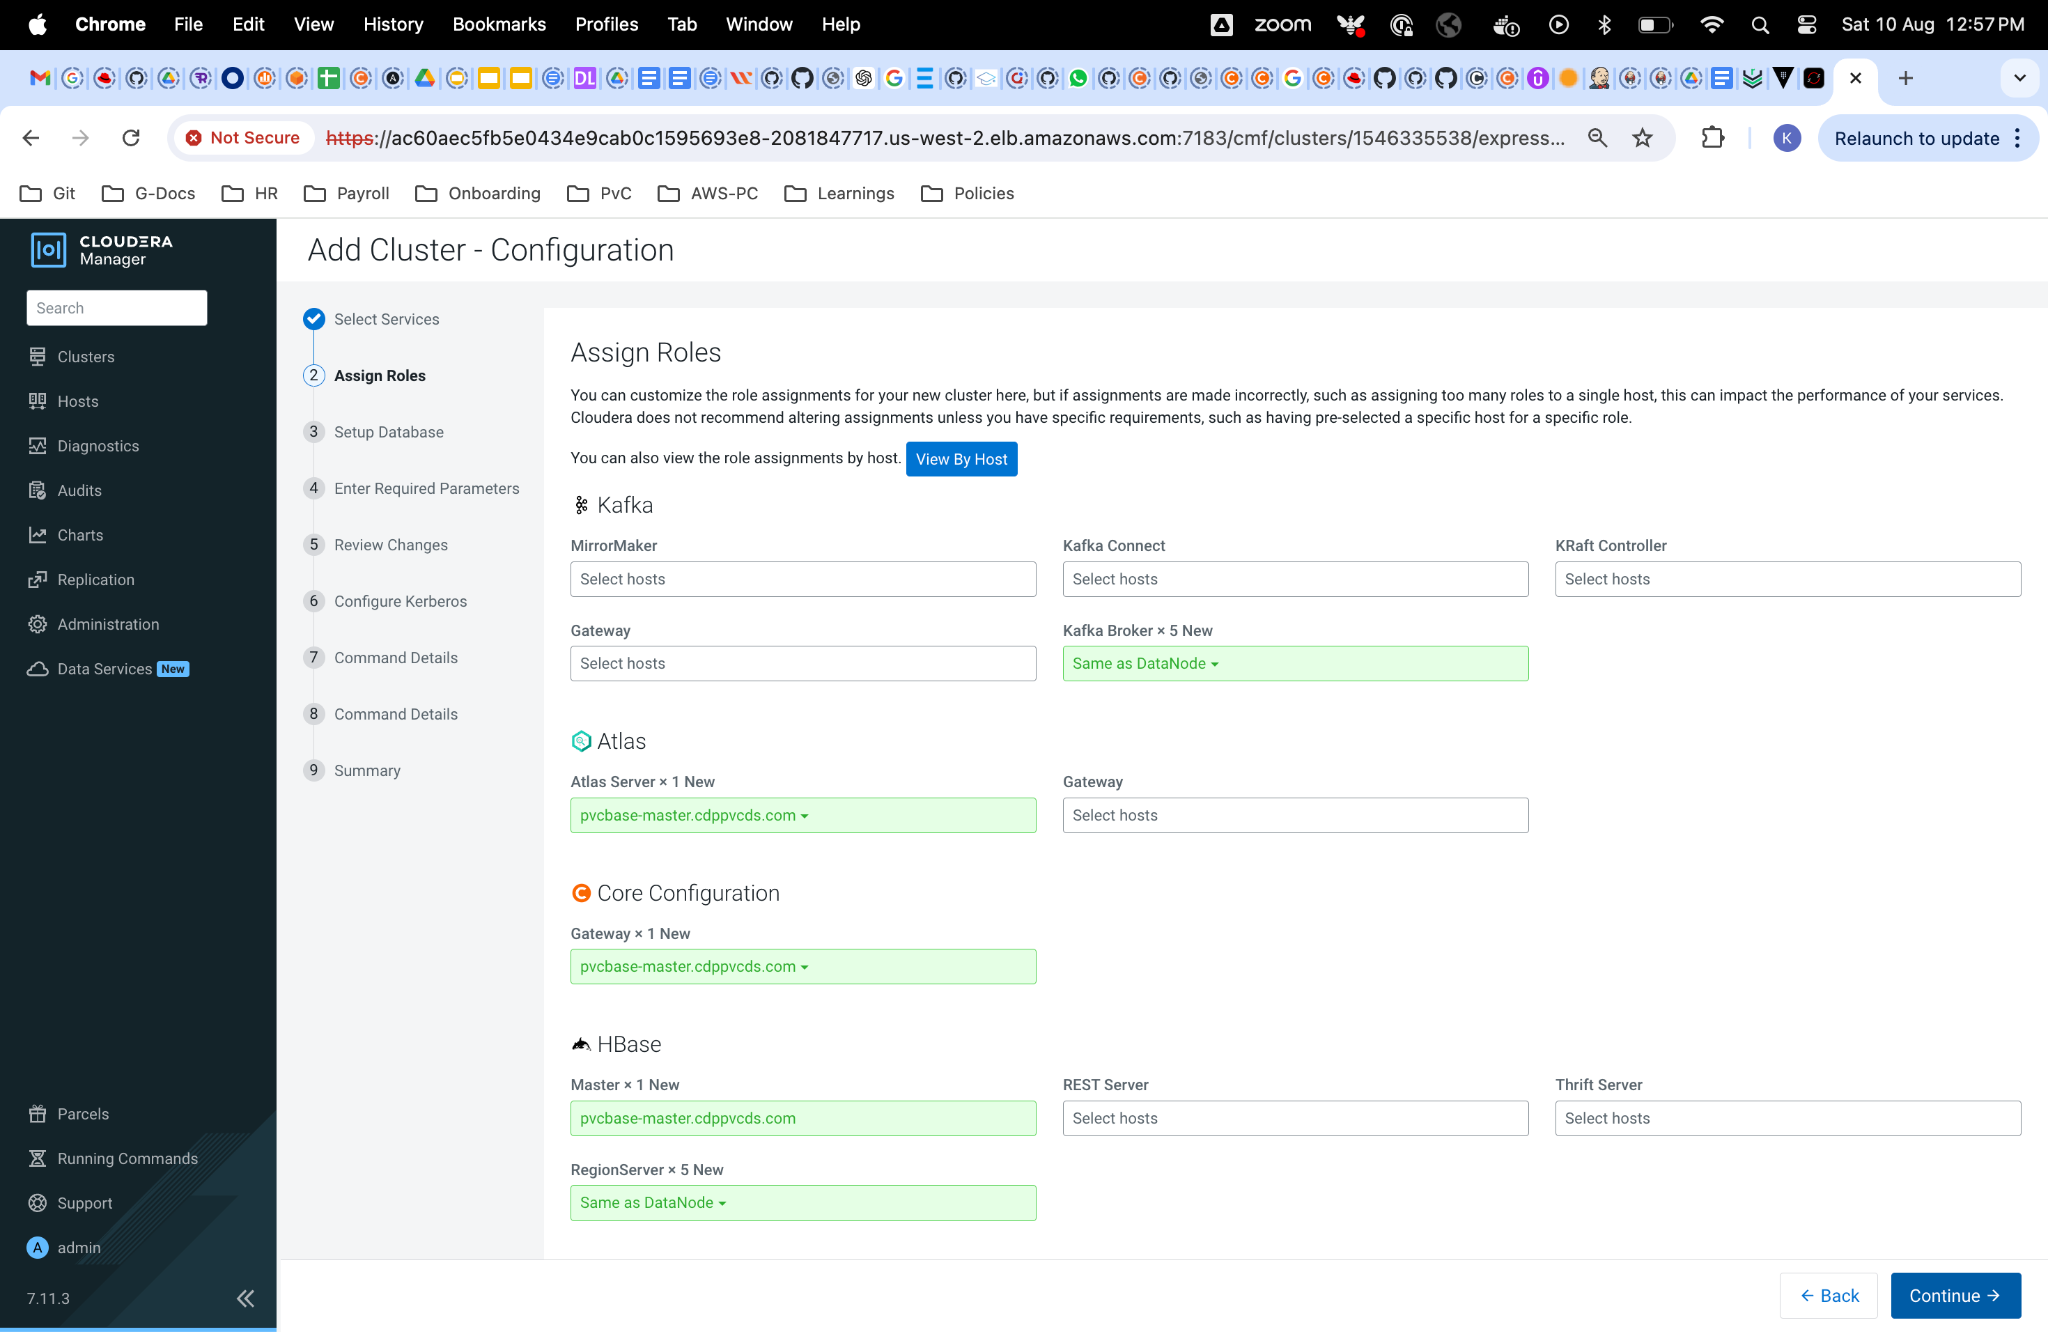 Chrome File Edit View History Bookmarks Profiles Tab Window Help zoom Sat 10 Aug 12:57 PM
DL
Not Secure https://ac60aec5fb5e0434e9cab0c1595693e8-2081847717.us-west-2.elb.amazonaws.com:7183/cmf/clusters/1546335538/express... K Relaunch to update
Git G-Docs HR Payroll Onboarding PvC AWS-PC Learnings Policies
CLOUDERA
Manager
Search
Clusters
Hosts
Diagnostics
Audits
Charts
Replication
Administration
Data Services New
Parcels
Running Commands
Support
A admin
7.11.3
Add Cluster - Configuration
Select Services
2 Assign Roles
3 Setup Database
4 Enter Required Parameters
5 Review Changes
6 Configure Kerberos
7 Command Details
8 Command Details
9 Summary
Assign Roles
You can customize the role assignments for your new cluster here, but if assignments are made incorrectly, such as assigning too many roles to a single host, this can impact the performance of your services.
Cloudera does not recommend altering assignments unless you have specific requirements, such as having pre-selected a specific host for a specific role.
You can also view the role assignments by host. View By Host
Kafka
MirrorMaker Kafka Connect KRaft Controller
Select hosts Select hosts Select hosts
Gateway Kafka Broker × 5 New
Select hosts Same as DataNode
Atlas
Atlas Server × 1 New Gateway
pvcbase-master.cdppvcds.com Select hosts
Core Configuration
Gateway × 1 New
pvcbase-master.cdppvcds.com
HBase
Master × 1 New REST Server Thrift Server
pvcbase-master.cdppvcds.com Select hosts Select hosts
RegionServer × 5 New
Same as DataNode
← Back Continue →